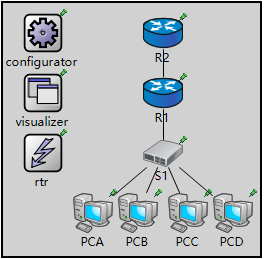 configurator
visualizer
rtr
R2
R1
S1
PCA PCB PCC PCD